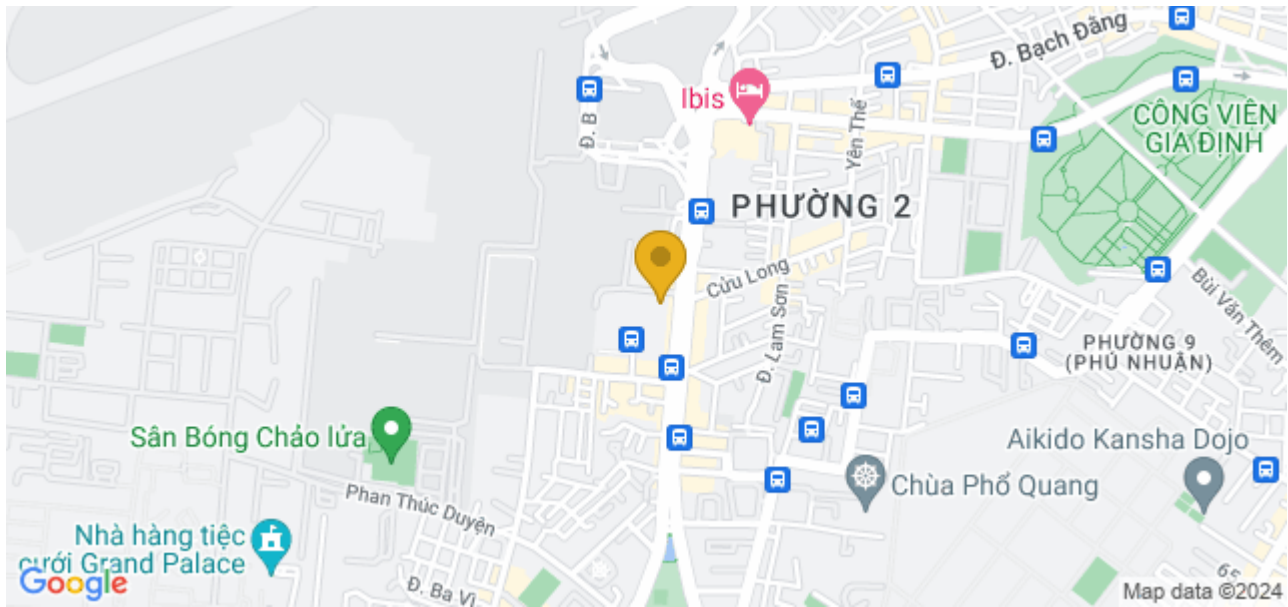 Đ. Bạch Đằng
Ibis
Đ. B
Yên Thế
CÔNG VIÊN
GIA ĐỊNH
PHƯỜNG 2
Cửu Long
Bùi Văn Thêm
Đ. Lam Sơn
PHƯỜNG 9
(PHÚ NHUẬN)
Sân Bóng Chảo lửa
Aikido Kansha Dojo
Chùa Phổ Quang
Phan Thúc Duyện
Nhà hàng tiệc
cưới Grand Palace
Đ. Ba Vì
Google
Map data ©2024